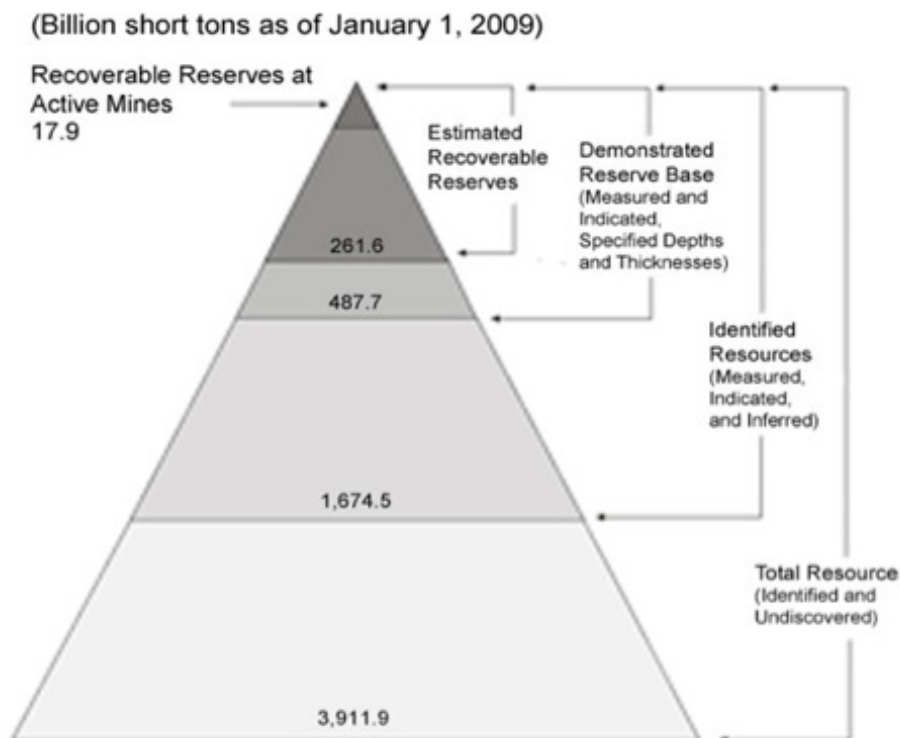 (Billion short tons as of January 1, 2009)
Recoverable Reserves at
Active Mines
17.9
Estimated
Recoverable
Reserves
Demonstrated
Reserve Base
(Measured and
Indicated,
Specified Depths
and Thicknesses)
261.6
487.7
Identified
Resources
(Measured,
Indicated,
and Inferred)
1,674.5
Total Resource
(Identified and
Undiscovered)
3,911.9